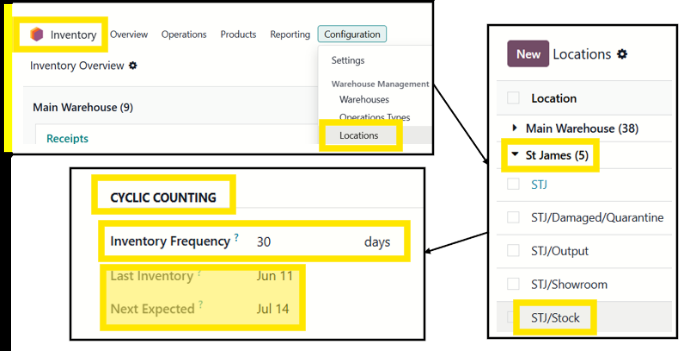 Inventory Overview Operations Products Reporting Configuration
Inventory Overview
Settings
Warehouse Management
Main Warehouse (9)
Warehouses
Operations Types
Receipts
Locations
New Locations
Location
Main Warehouse (38)
St James (5)
STJ
STJ/Damaged/Quarantine
STJ/Output
STJ/Showroom
STJ/Stock
CYCLIC COUNTING
Inventory Frequency ? 30 days
Last Inventory ? Jun 11
Next Expected ? Jul 14